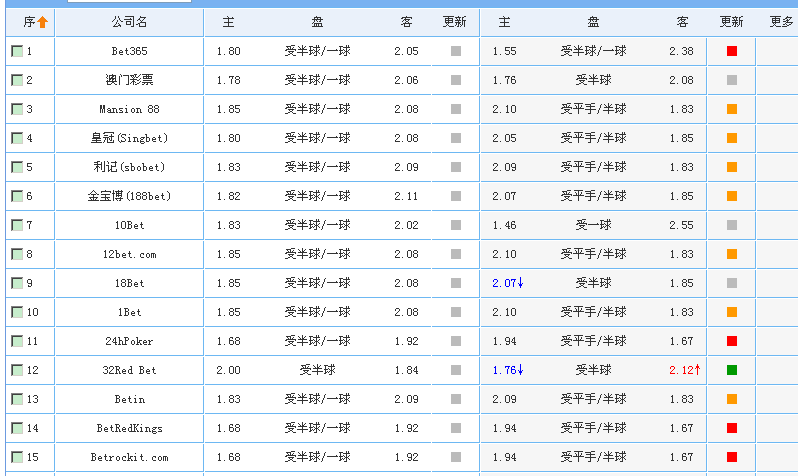 序 公司名 主 盘 客 更新 主 盘 客 更新 更多
1 Bet365 1.80 受半球/一球 2.05 1.55 受半球/一球 2.38
2 澳门彩票 1.78 受半球/一球 2.06 1.76 受半球 2.08
3 Mansion 88 1.85 受半球/一球 2.08 2.10 受平手/半球 1.83
4 皇冠(Singbet) 1.80 受半球/一球 2.08 2.05 受平手/半球 1.85
5 利记(sbobet) 1.83 受半球/一球 2.09 2.09 受平手/半球 1.83
6 金宝博(188bet) 1.82 受半球/一球 2.11 2.07 受平手/半球 1.85
7 10Bet 1.83 受半球/一球 2.02 1.46 受一球 2.55
8 12bet.com 1.85 受半球/一球 2.08 2.10 受平手/半球 1.83
9 18Bet 1.85 受半球/一球 2.08 2.07↓ 受半球 1.85
10 1Bet 1.85 受半球/一球 2.08 2.10 受平手/半球 1.83
11 24hPoker 1.68 受半球/一球 1.92 1.94 受平手/半球 1.67
12 32Red Bet 2.00 受半球 1.84 1.76↓ 受半球 2.12↑
13 Betin 1.83 受半球/一球 2.09 2.09 受平手/半球 1.83
14 BetRedKings 1.68 受半球/一球 1.92 1.94 受平手/半球 1.67
15 Betrockit.com 1.68 受半球/一球 1.92 1.94 受平手/半球 1.67